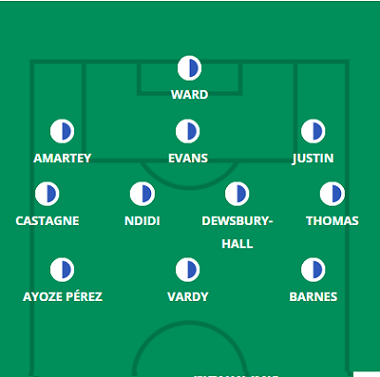 WARD
AMARTEY EVANS JUSTIN
CASTAGNE NDIDI DEWSBURY-HALL THOMAS
AYOZE PÉREZ VARDY BARNES